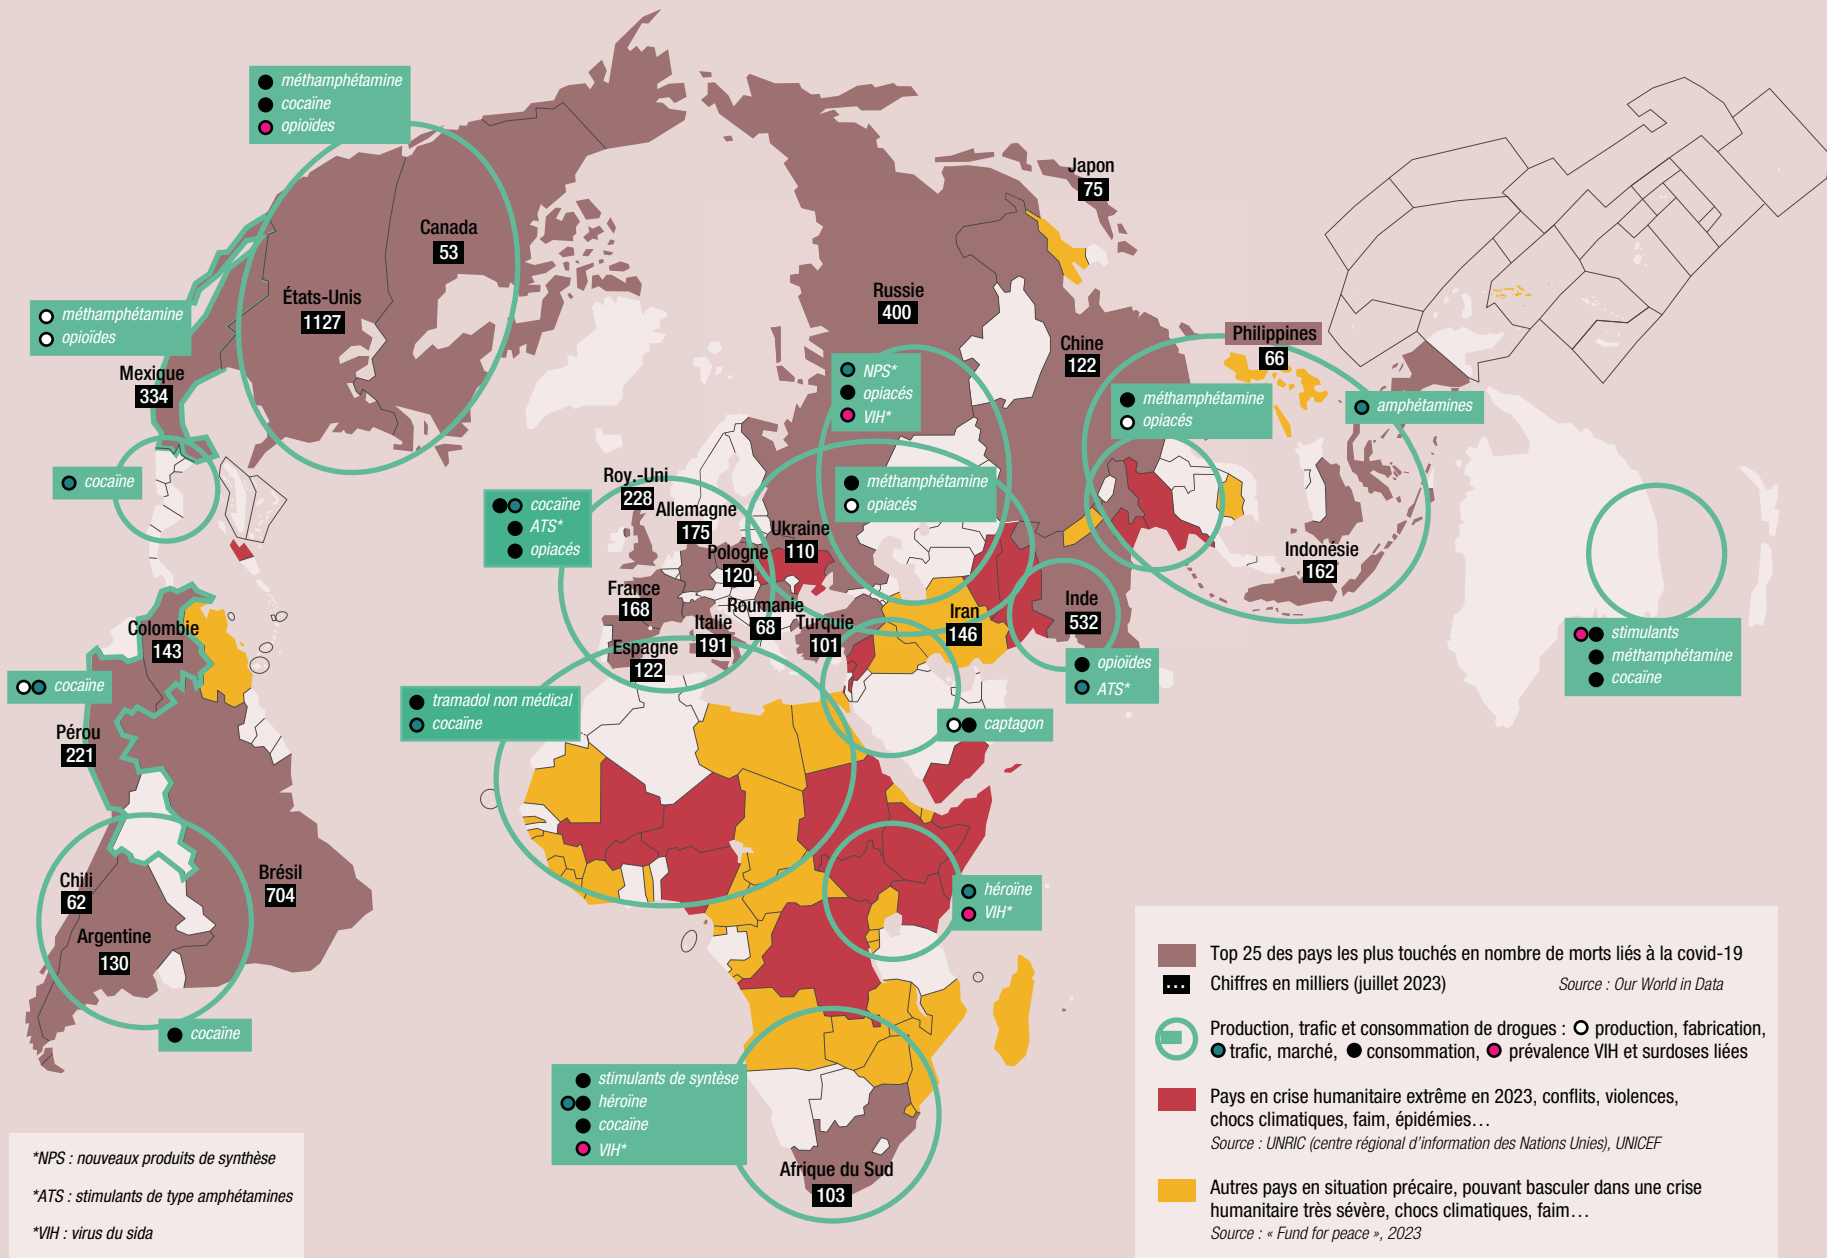 méthamphétamine
cocaïne
opioïdes
Japon
75
Canada
53
Russie
400
États-Unis
1127
méthamphétamine
opioïdes
Mexique
334
Philippines
66
Chine
122
NPS*
opiacés
VIH*
méthamphétamine
opiacés
amphétamines
cocaïne
Roy.-Uni
228
cocaïne
ATS*
opiacés
Allemagne
175
méthamphétamine
opiacés
Ukraine
110
Pologne
120
Indonésie
162
France
168
Roumanie
68
Italie
191
Turquie
101
Iran
146
Inde
532
Espagne
122
Colombie
143
stimulants
méthamphétamine
cocaïne
opioïdes
ATS*
cocaïne
tramadol non médical
cocaïne
captagon
Pérou
221
Chili
62
Brésil
704
héroïne
VIH*
Argentine
130
cocaïne
stimulants de syntèse
héroïne
cocaïne
VIH*
Afrique du Sud
103
Top 25 des pays les plus touchés en nombre de morts liés à la covid-19
... Chiffres en milliers (juillet 2023) Source : Our World in Data
Production, trafic et consommation de drogues : production, fabrication,
trafic, marché, consommation, prévalence VIH et surdoses liées
Pays en crise humanitaire extrême en 2023, conflits, violences,
chocs climatiques, faim, épidémies…
Source : UNRIC (centre régional d'information des Nations Unies), UNICEF
Autres pays en situation précaire, pouvant basculer dans une crise
humanitaire très sévère, chocs climatiques, faim…
Source : « Fund for peace », 2023
*NPS : nouveaux produits de synthèse
*ATS : stimulants de type amphétamines
*VIH : virus du sida